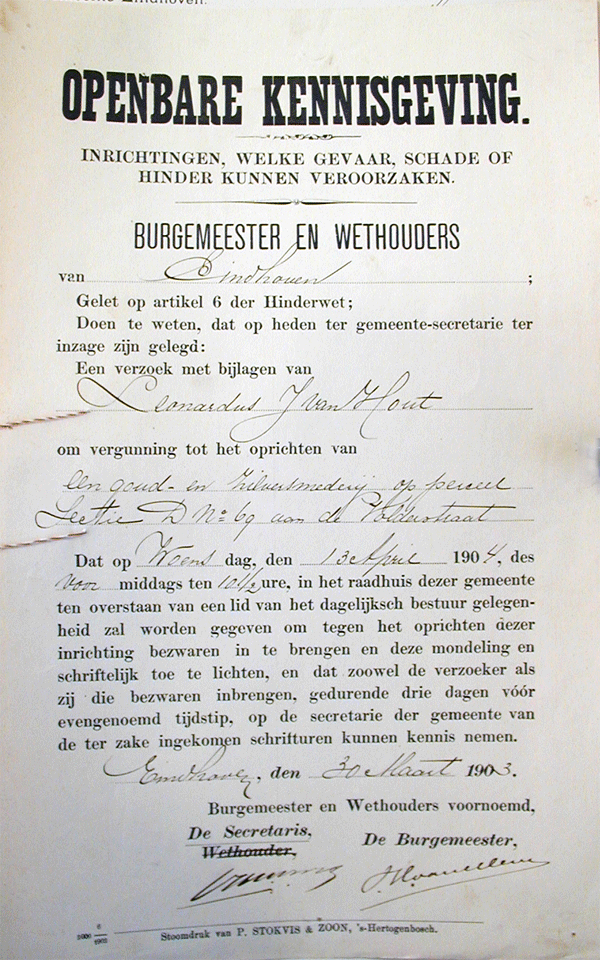 Eindhoven.
OPENBARE KENNISGEVING.
INRICHTINGEN, WELKE GEVAAR, SCHADE OF
HINDER KUNNEN VEROORZAKEN.
BURGEMEESTER EN WETHOUDERS
van Eindhoven ;
Gelet op artikel 6 der Hinderwet;
Doen te weten, dat op heden ter gemeente-secretarie ter
inzage zijn gelegd:
Een verzoek met bijlagen van
Leonardus J van Hout
om vergunning tot het oprichten van
een goud- en zilversmederij op perceel
Sectie D No 69 aan de Kolderstraat
Dat op Woens dag, den 13 April 1904, des
voor middags ten 10 1/2 ure, in het raadhuis dezer gemeente
ten overstaan van een lid van het dagelijksch bestuur gelegen-
heid zal worden gegeven om tegen het oprichten dezer
inrichting bezwaren in te brengen en deze mondeling en
schriftelijk toe te lichten, en dat zoowel de verzoeker als
zij die bezwaren inbrengen, gedurende drie dagen vóór
evengenoemd tijdstip, op de secretarie der gemeente van
de ter zake ingekomen schrifturen kunnen kennis nemen.
Eindhoven, den 30 Maart 1903.
Burgemeester en Wethouders voornoemd,
De Secretaris, De Burgemeester,
Wethouder,
Stoomdruk van P. STOKVIS & ZOON, 's-Hertogenbosch.